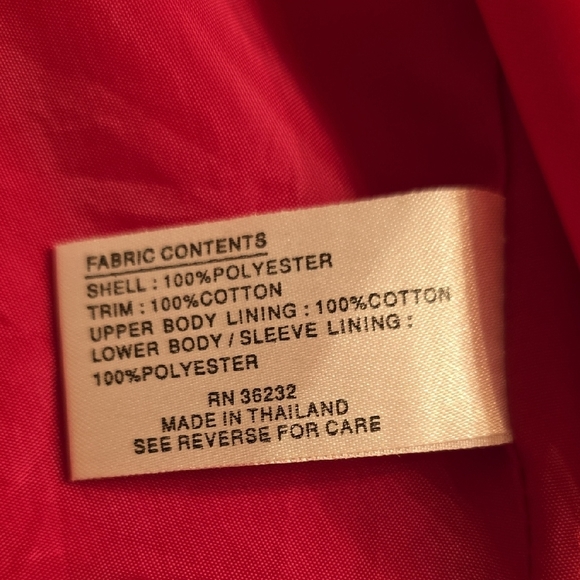 FABRIC CONTENTS
SHELL : 100%POLYESTER
TRIM : 100%COTTON
UPPER BODY LINING : 100%COTTON
LOWER BODY / SLEEVE LINING :
100%POLYESTER
RN 36232
MADE IN THAILAND
SEE REVERSE FOR CARE